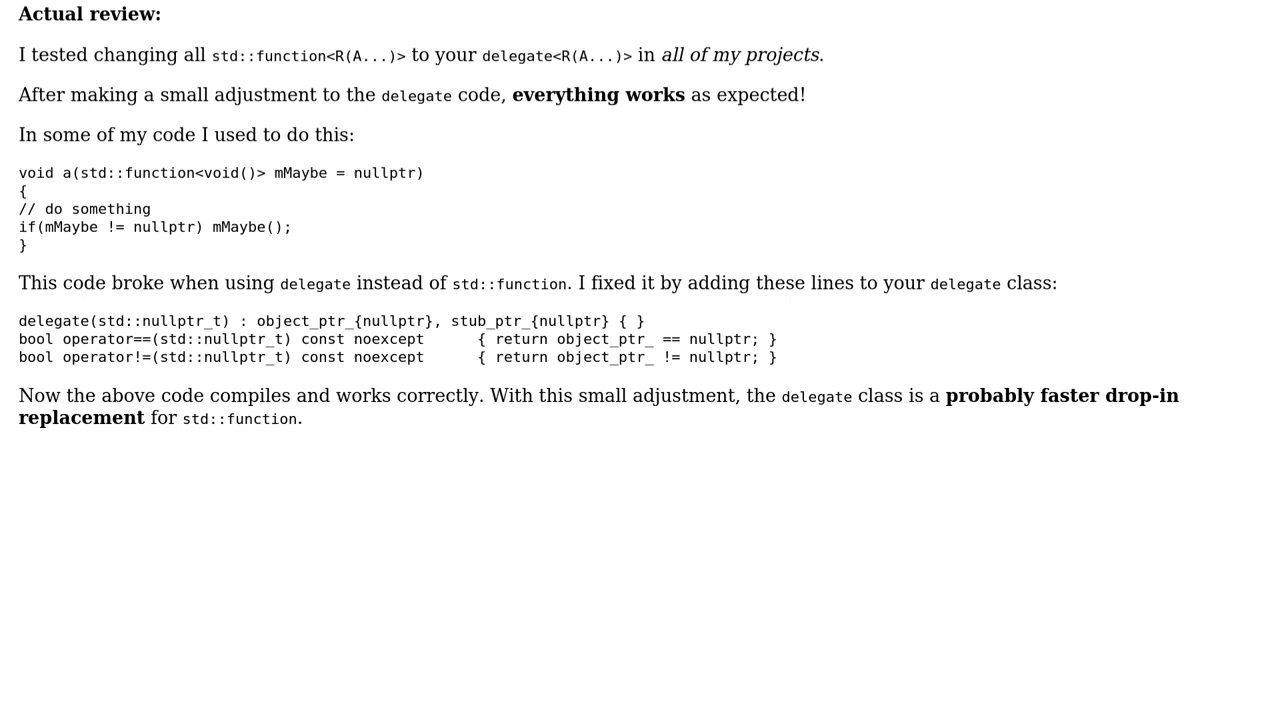 Actual review:
I tested changing all std::function<R(A...)> to your delegate<R(A...)> in all of my projects.
After making a small adjustment to the delegate code, everything works as expected!
In some of my code I used to do this:
void a(std::function<void()> mMaybe = nullptr)
{
// do something
if(mMaybe != nullptr) mMaybe();
}
This code broke when using delegate instead of std::function. I fixed it by adding these lines to your delegate class:
delegate(std::nullptr_t) : object_ptr_{nullptr}, stub_ptr_{nullptr} { }
bool operator==(std::nullptr_t) const noexcept      { return object_ptr_ == nullptr; }
bool operator!=(std::nullptr_t) const noexcept      { return object_ptr_ != nullptr; }
Now the above code compiles and works correctly. With this small adjustment, the delegate class is a probably faster drop-in
replacement for std::function.